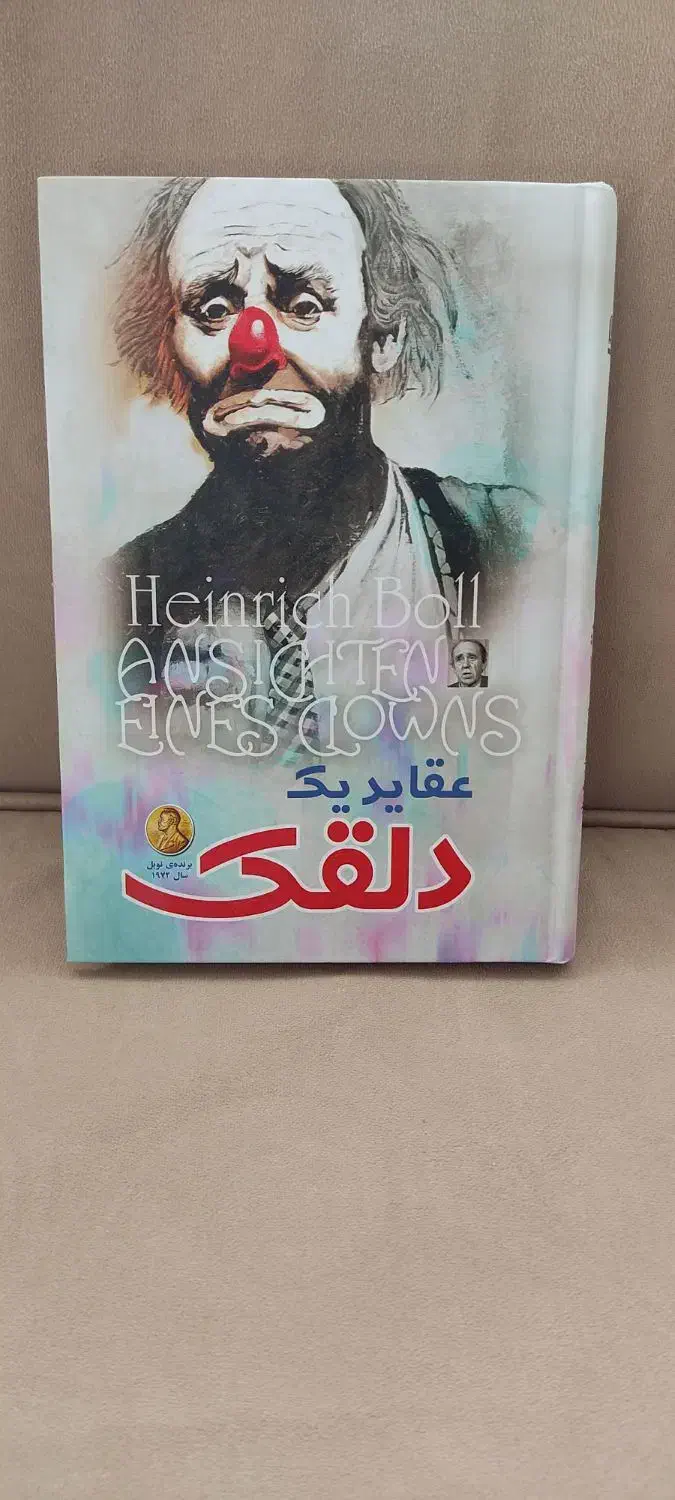 Heinrich Boll
ANSICHTEN
EINES CLOWNS
عقاید یک
دلقک
برنده‌ی نوبل
سال ۱۹۷۲